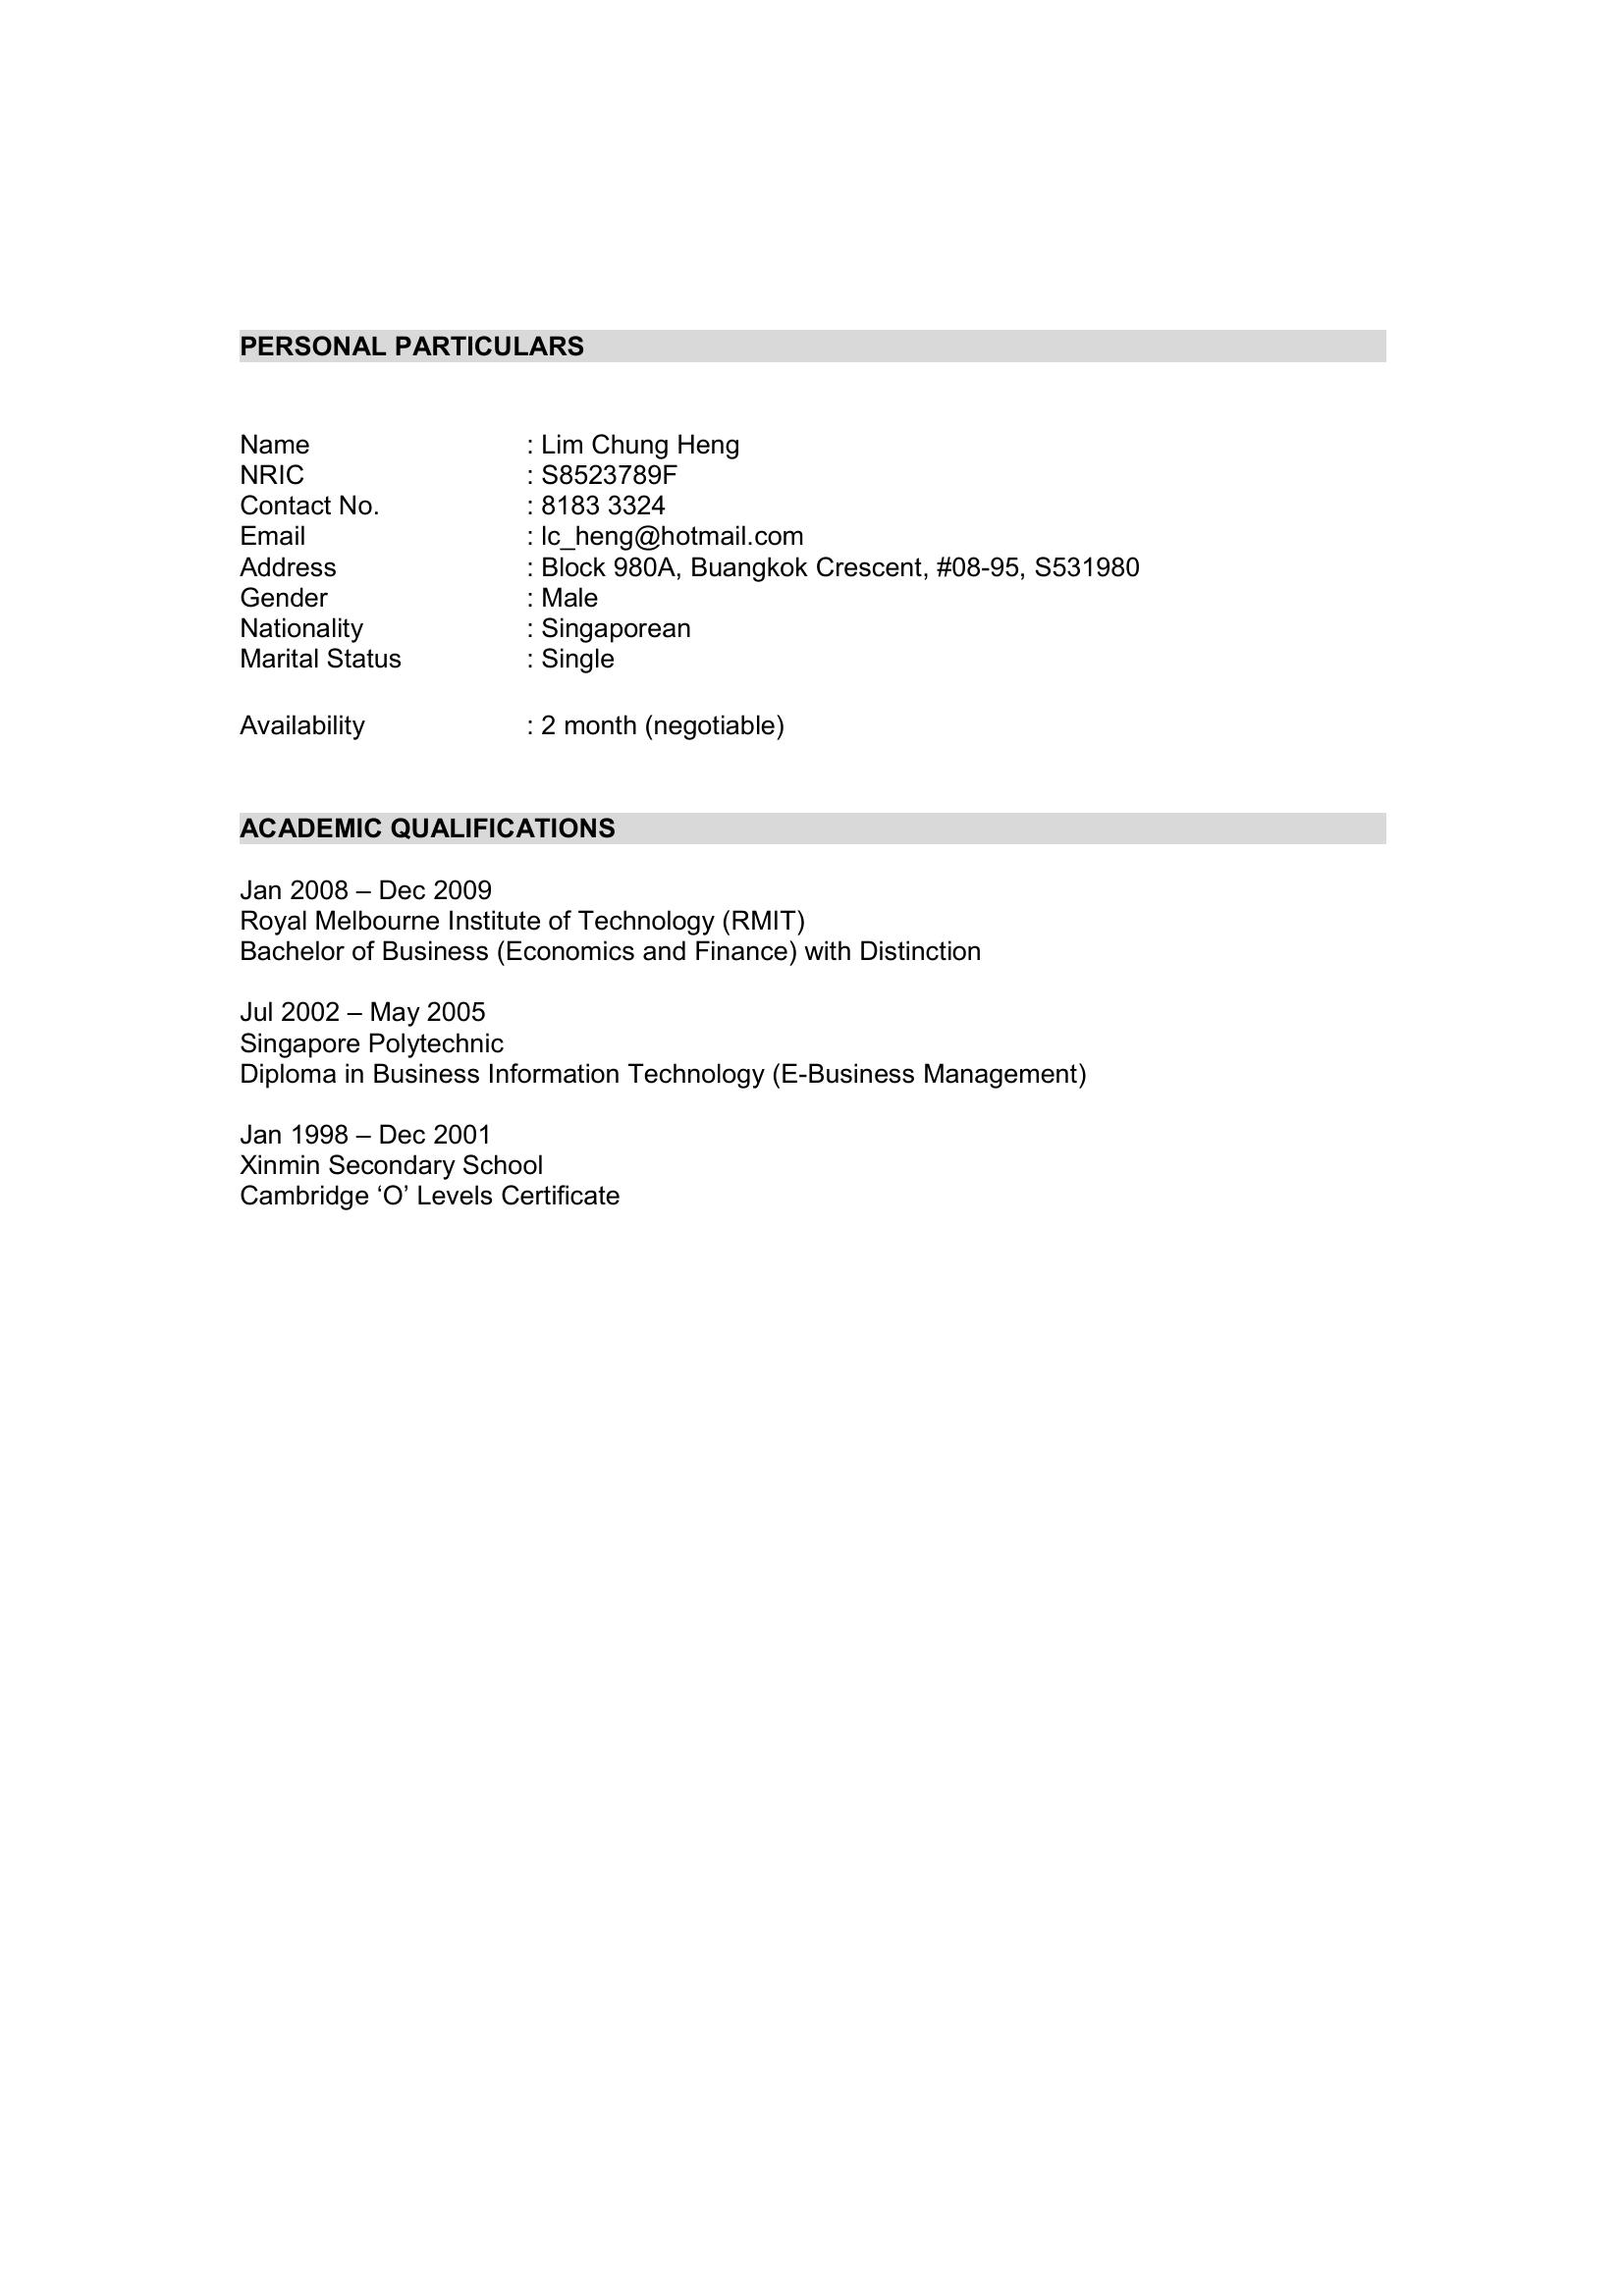 PERSONAL PARTICULARS
Name : Lim Chung Heng
NRIC : S8523789F
Contact No. : 8183 3324
Email : lc_heng@hotmail.com
Address : Block 980A, Buangkok Crescent, #08-95, S531980
Gender : Male
Nationality : Singaporean
Marital Status : Single
Availability : 2 month (negotiable)
ACADEMIC QUALIFICATIONS
Jan 2008 – Dec 2009
Royal Melbourne Institute of Technology (RMIT)
Bachelor of Business (Economics and Finance) with Distinction
Jul 2002 – May 2005
Singapore Polytechnic
Diploma in Business Information Technology (E-Business Management)
Jan 1998 – Dec 2001
Xinmin Secondary School
Cambridge ‘O’ Levels Certificate